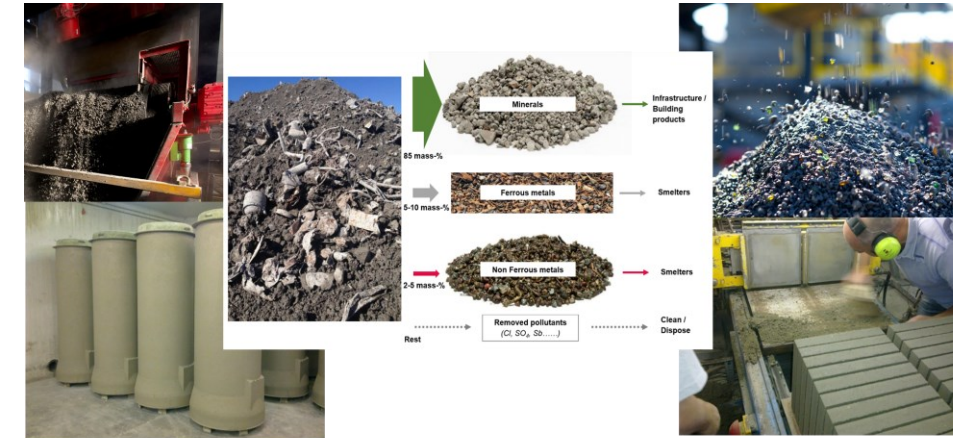 Minerals
Infrastructure /
Building
products
85 mass-%
Ferrous metals
Smelters
5-10 mass-%
Non Ferrous metals
Smelters
2-5 mass-%
Removed pollutants
(Cl, SO₄, Sb......)
Clean /
Dispose
Rest